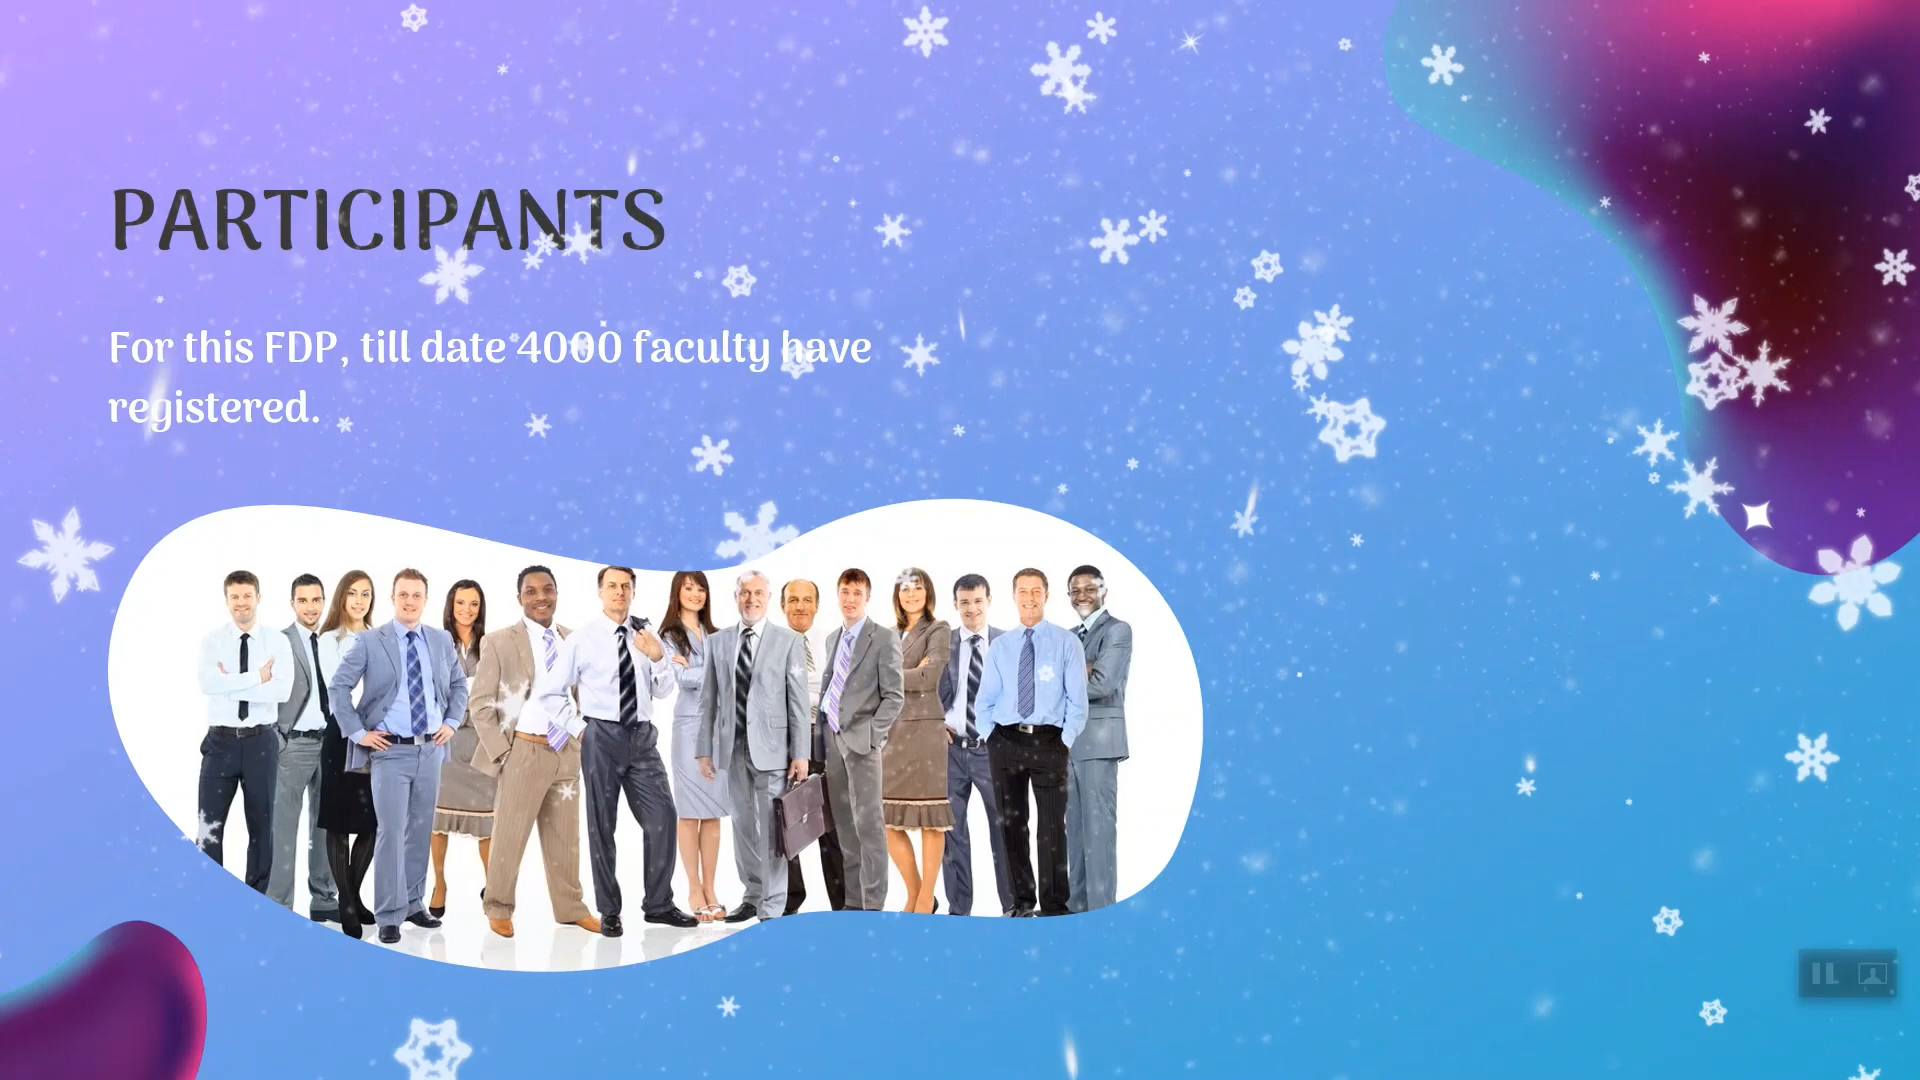 PARTICIPANTS
For this FDP, till date 4000 faculty have
registered.